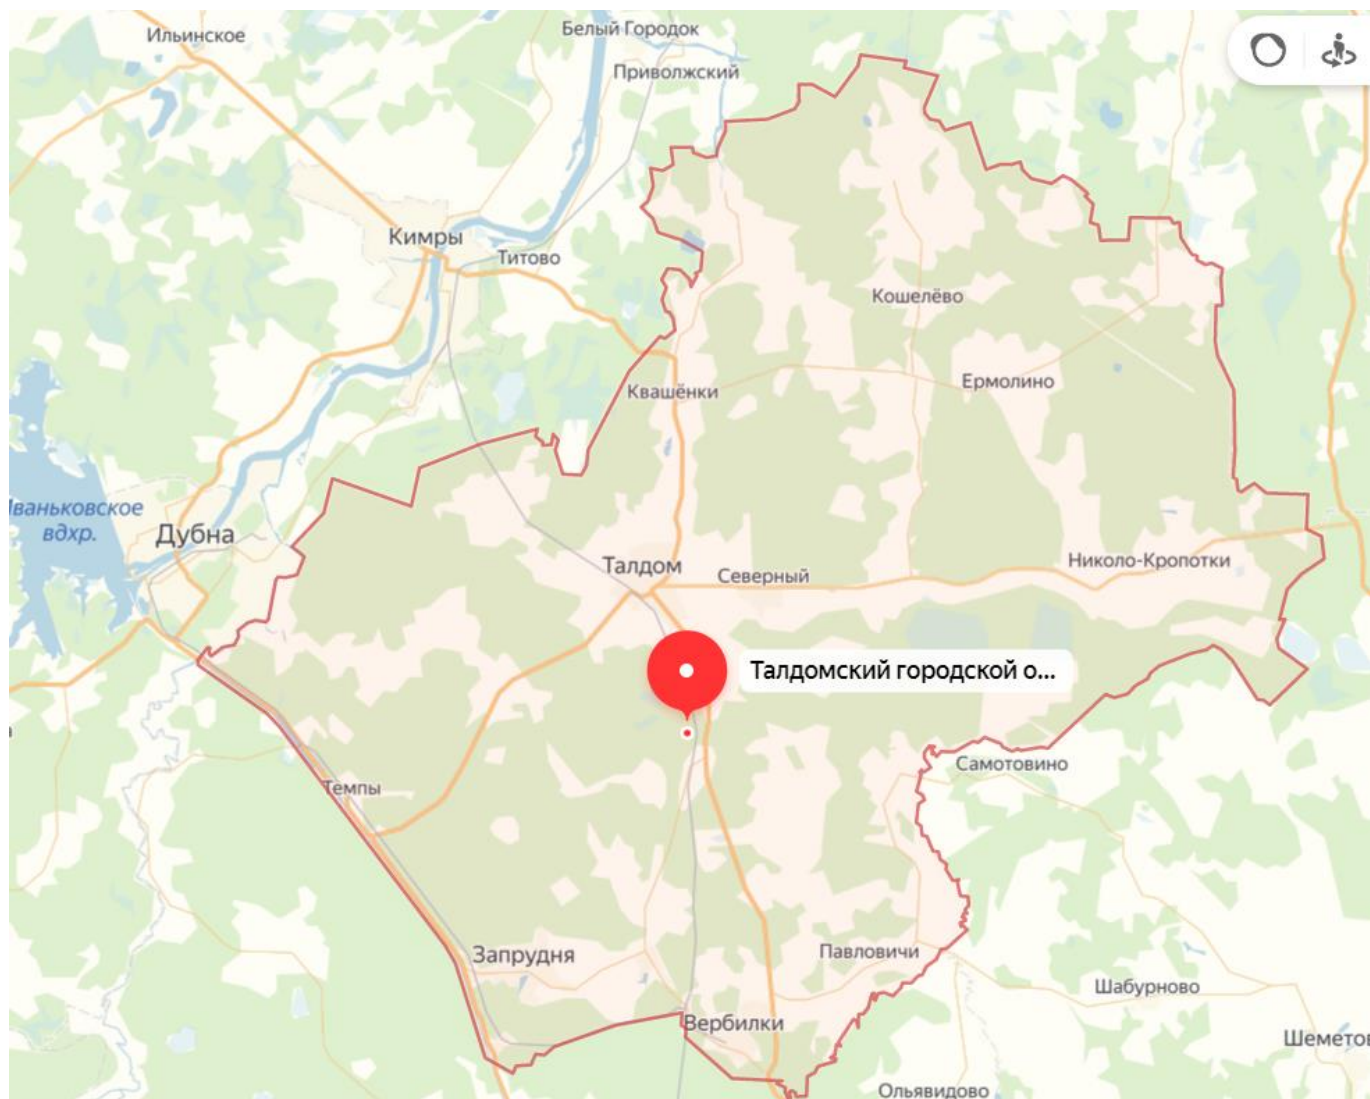 Белый Городок
Ильинское
Приволжский
Кимры
Титово
Кошелёво
Ермолино
Квашёнки
Иваньковское
вдхр.
Дубна
Талдом
Северный
Николо-Кропотки
Талдомский городской о...
Самотовино
Темпы
Запрудня
Павловичи
Шабурново
Вербилки
Шеметов
Ольявидово